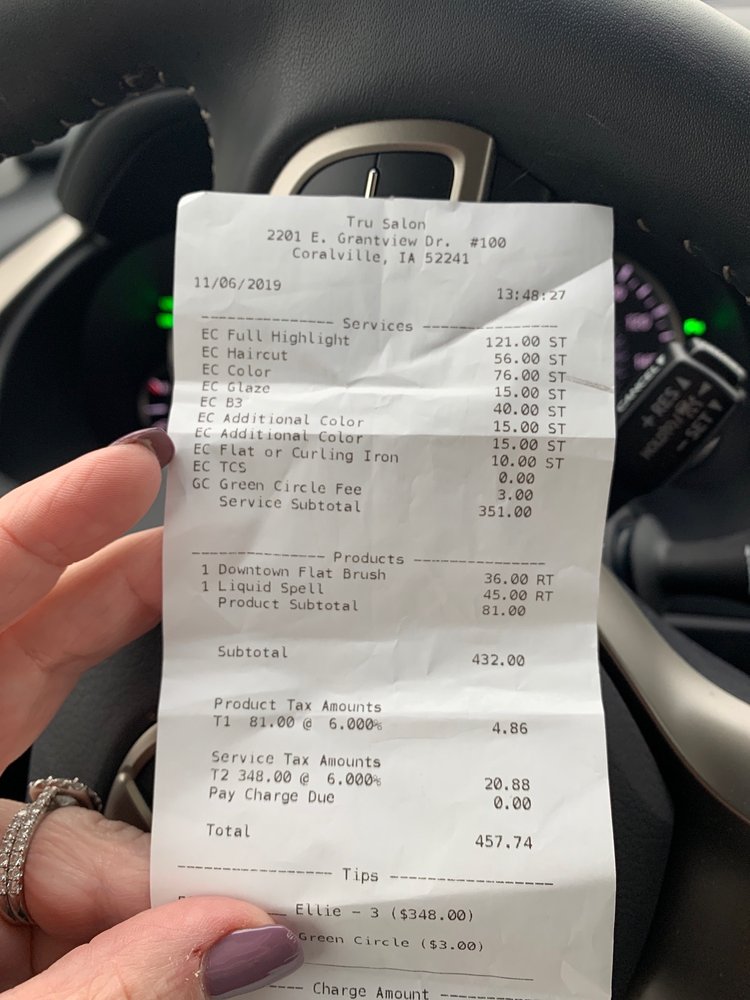 Tru Salon
2201 E. Grantview Dr. #100
Coralville, IA 52241
11/06/2019 13:48:27
--------------- Services ---------------
EC Full Highlight 121.00 ST
EC Haircut 56.00 ST
EC Color 76.00 ST
EC Glaze 15.00 ST
EC B3 40.00 ST
EC Additional Color 15.00 ST
EC Additional Color 15.00 ST
EC Flat or Curling Iron 10.00 ST
EC TCS 0.00
GC Green Circle Fee 3.00
Service Subtotal 351.00
--------------- Products ---------------
1 Downtown Flat Brush 36.00 RT
1 Liquid Spell 45.00 RT
Product Subtotal 81.00
Subtotal 432.00
Product Tax Amounts
T1 81.00 @ 6.000% 4.86
Service Tax Amounts
T2 348.00 @ 6.000% 20.88
Pay Charge Due 0.00
Total 457.74
----------------- Tips -----------------
Ellie - 3 ($348.00)
Green Circle ($3.00)
---- Charge Amount ------------
CANCEL
+ RES
- SET